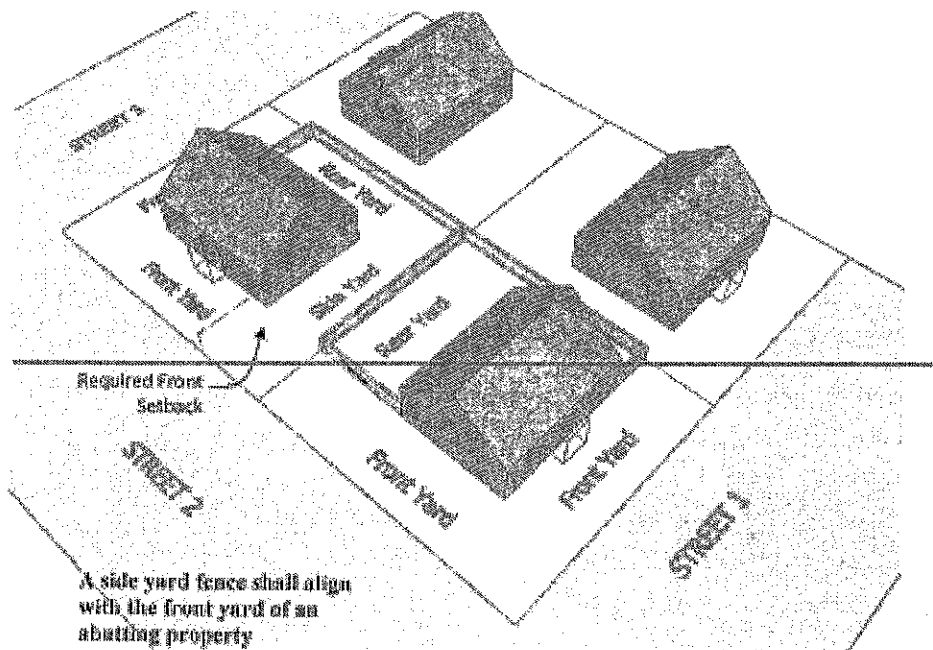 STREET 3
Rear Yard
Front Yard
Side Yard
Rear Yard
Required Front
Setback
STREET 2
Front Yard
Front Yard
STREET 1
A side yard fence shall align
with the front yard of an
abutting property